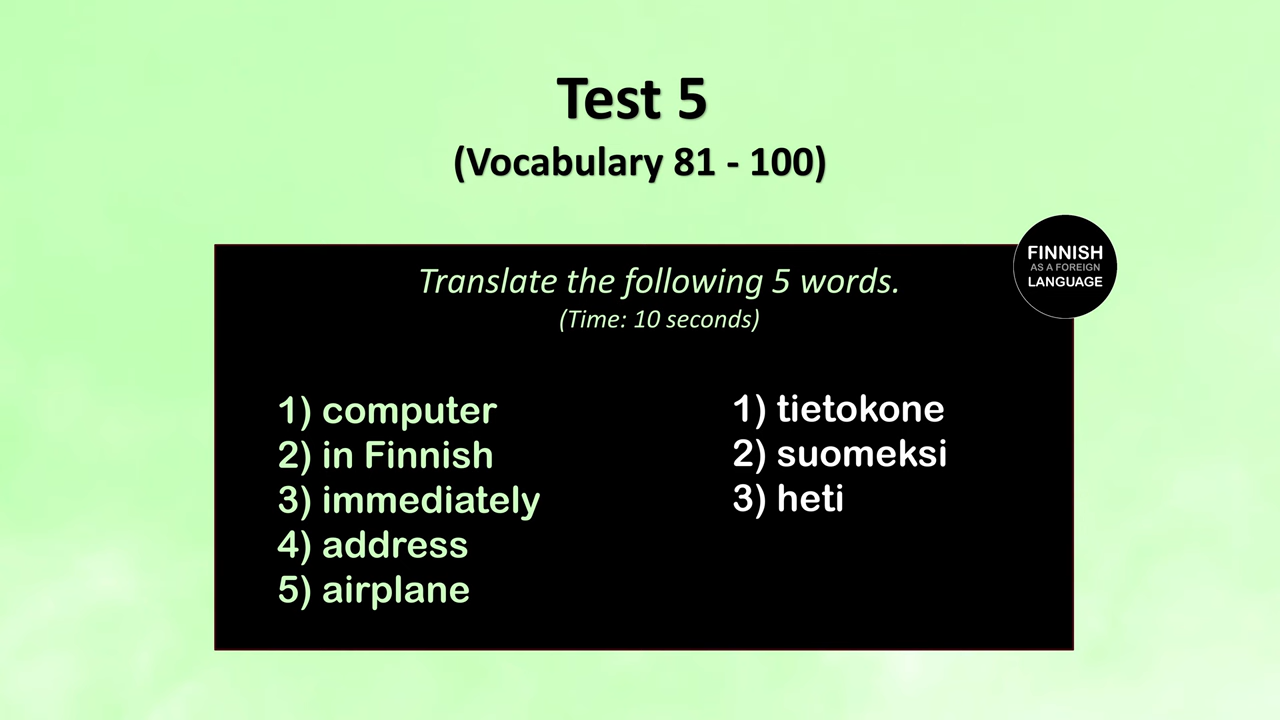 Test 5
(Vocabulary 81 - 100)
FINNISH
AS A FOREIGN
LANGUAGE
Translate the following 5 words.
(Time: 10 seconds)
1) computer
2) in Finnish
3) immediately
4) address
5) airplane
1) tietokone
2) suomeksi
3) heti